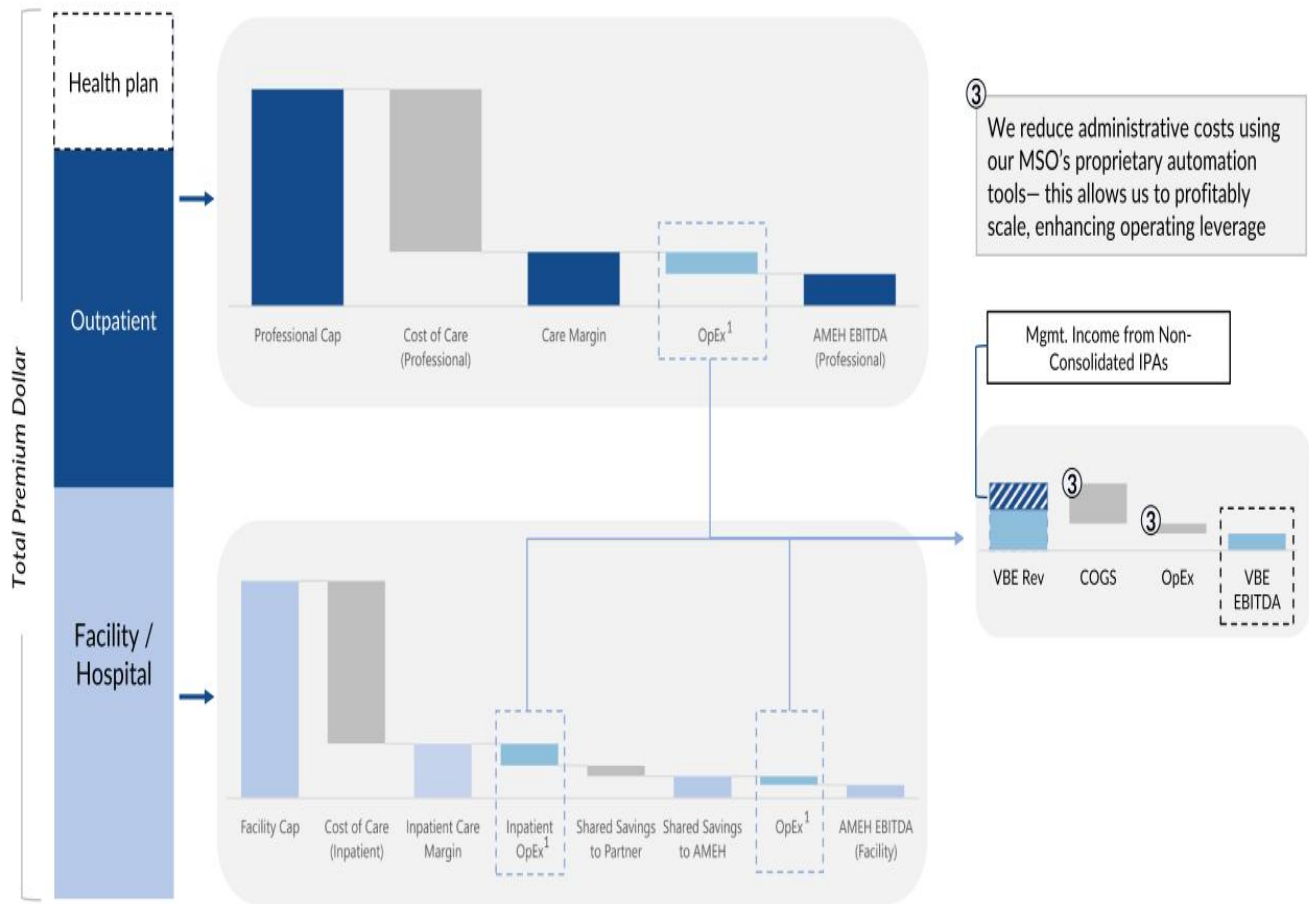 Total Premium Dollar
Health plan
Outpatient
Facility /
Hospital
Professional Cap
Cost of Care
(Professional)
Care Margin
OpEx¹
AMEH EBITDA
(Professional)
③
We reduce administrative costs using
our MSO’s proprietary automation
tools— this allows us to profitably
scale, enhancing operating leverage
Mgmt. Income from Non-
Consolidated IPAs
③
③
VBE Rev
COGS
OpEx
VBE
EBITDA
Facility Cap
Cost of Care
(Inpatient)
Inpatient Care
Margin
Inpatient
OpEx¹
Shared Savings
to Partner
Shared Savings
to AMEH
OpEx¹
AMEH EBITDA
(Facility)